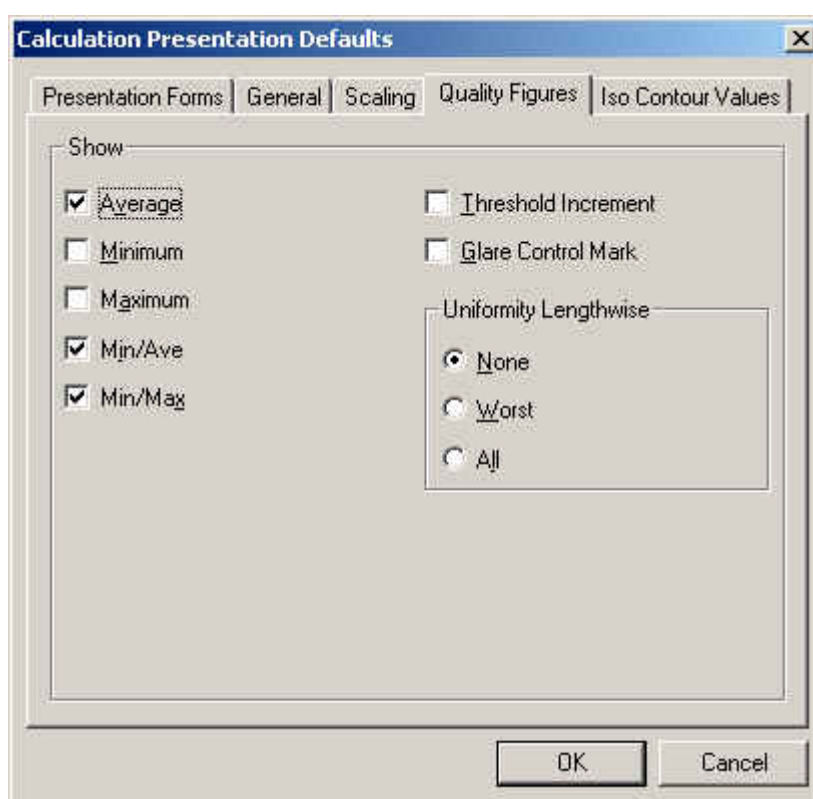 Calculation Presentation Defaults
Presentation Forms General Scaling Quality Figures Iso Contour Values
Show
Average
Minimum
Maximum
Min/Ave
Min/Max
Threshold Increment
Glare Control Mark
Uniformity Lengthwise
None
Worst
All
OK Cancel